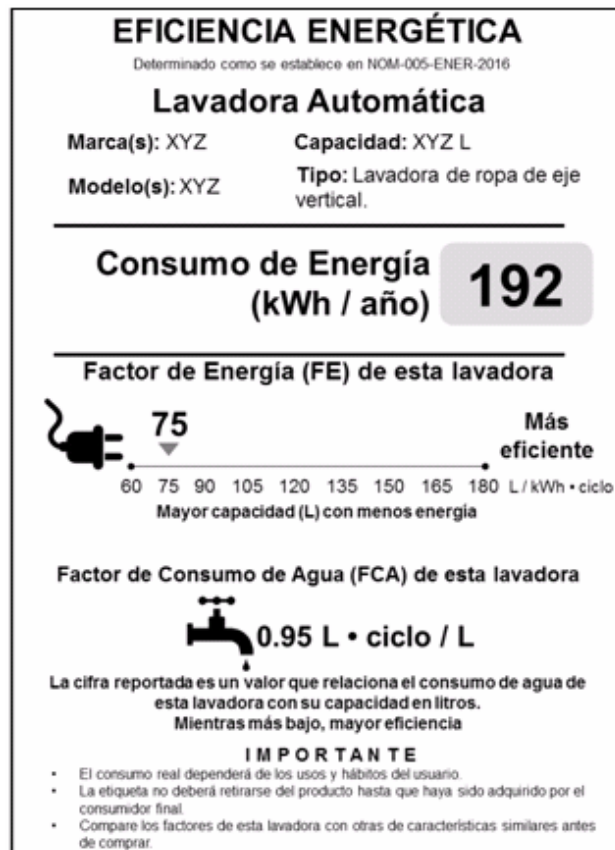 EFICIENCIA ENERGÉTICA
Determinado como se establece en NOM-005-ENER-2016
Lavadora Automática
Marca(s): XYZ Capacidad: XYZ L
Modelo(s): XYZ Tipo: Lavadora de ropa de eje
vertical.
Consumo de Energía
(kWh / año) 192
Factor de Energía (FE) de esta lavadora
75 Más
eficiente
60 75 90 105 120 135 150 165 180 L / kWh • ciclo
Mayor capacidad (L) con menos energía
Factor de Consumo de Agua (FCA) de esta lavadora
0.95 L • ciclo / L
La cifra reportada es un valor que relaciona el consumo de agua de
esta lavadora con su capacidad en litros.
Mientras más bajo, mayor eficiencia
IMPORTANTE
• El consumo real dependerá de los usos y hábitos del usuario.
• La etiqueta no deberá retirarse del producto hasta que haya sido adquirido por el
consumidor final.
• Compare los factores de esta lavadora con otras de características similares antes
de comprar.